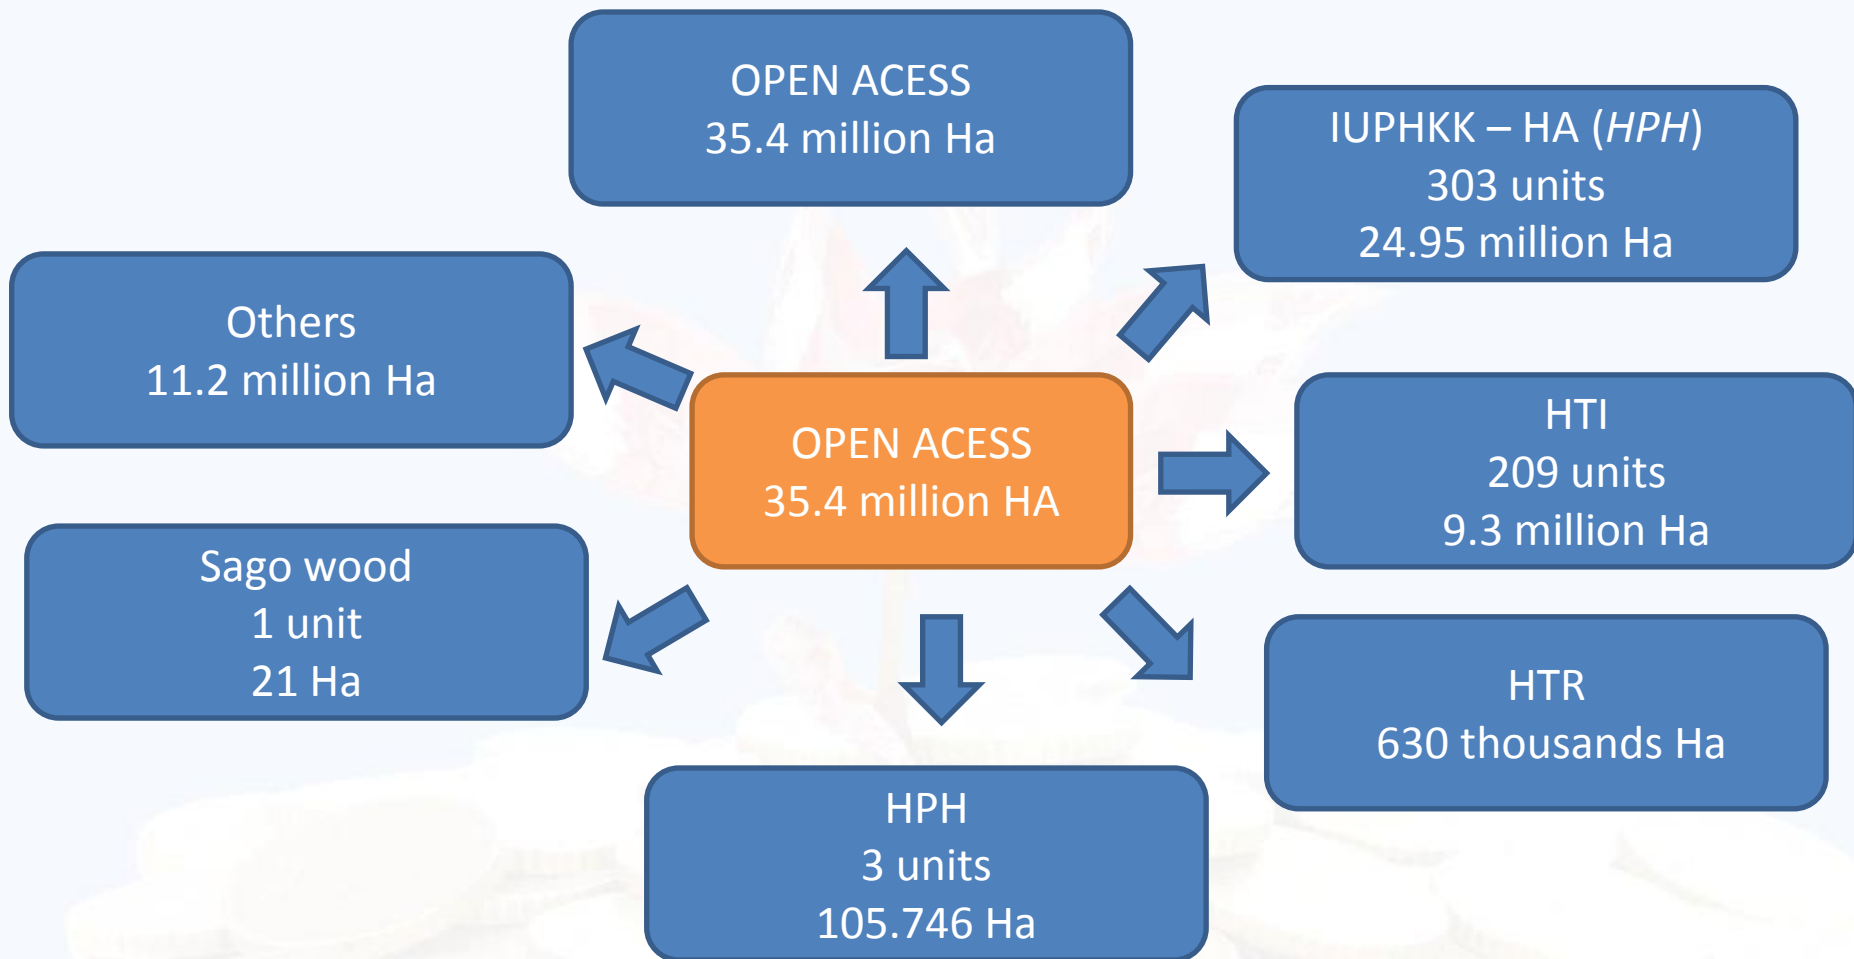 OPEN ACESS
35.4 million Ha
IUPHKK – HA (HPH)
303 units
24.95 million Ha
Others
11.2 million Ha
OPEN ACESS
35.4 million HA
HTI
209 units
9.3 million Ha
Sago wood
1 unit
21 Ha
HTR
630 thousands Ha
HPH
3 units
105.746 Ha